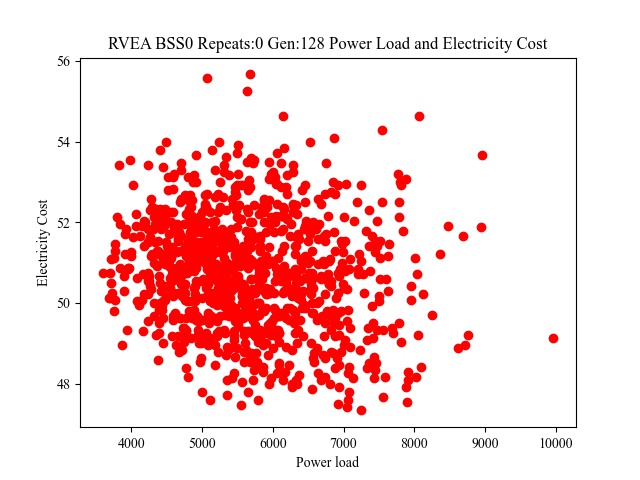 RVEA BSS0 Repeats:0 Gen:128 Power Load and Electricity Cost
56
54
52
50
48
Electricity Cost
4000 5000 6000 7000 8000 9000 10000
Power load